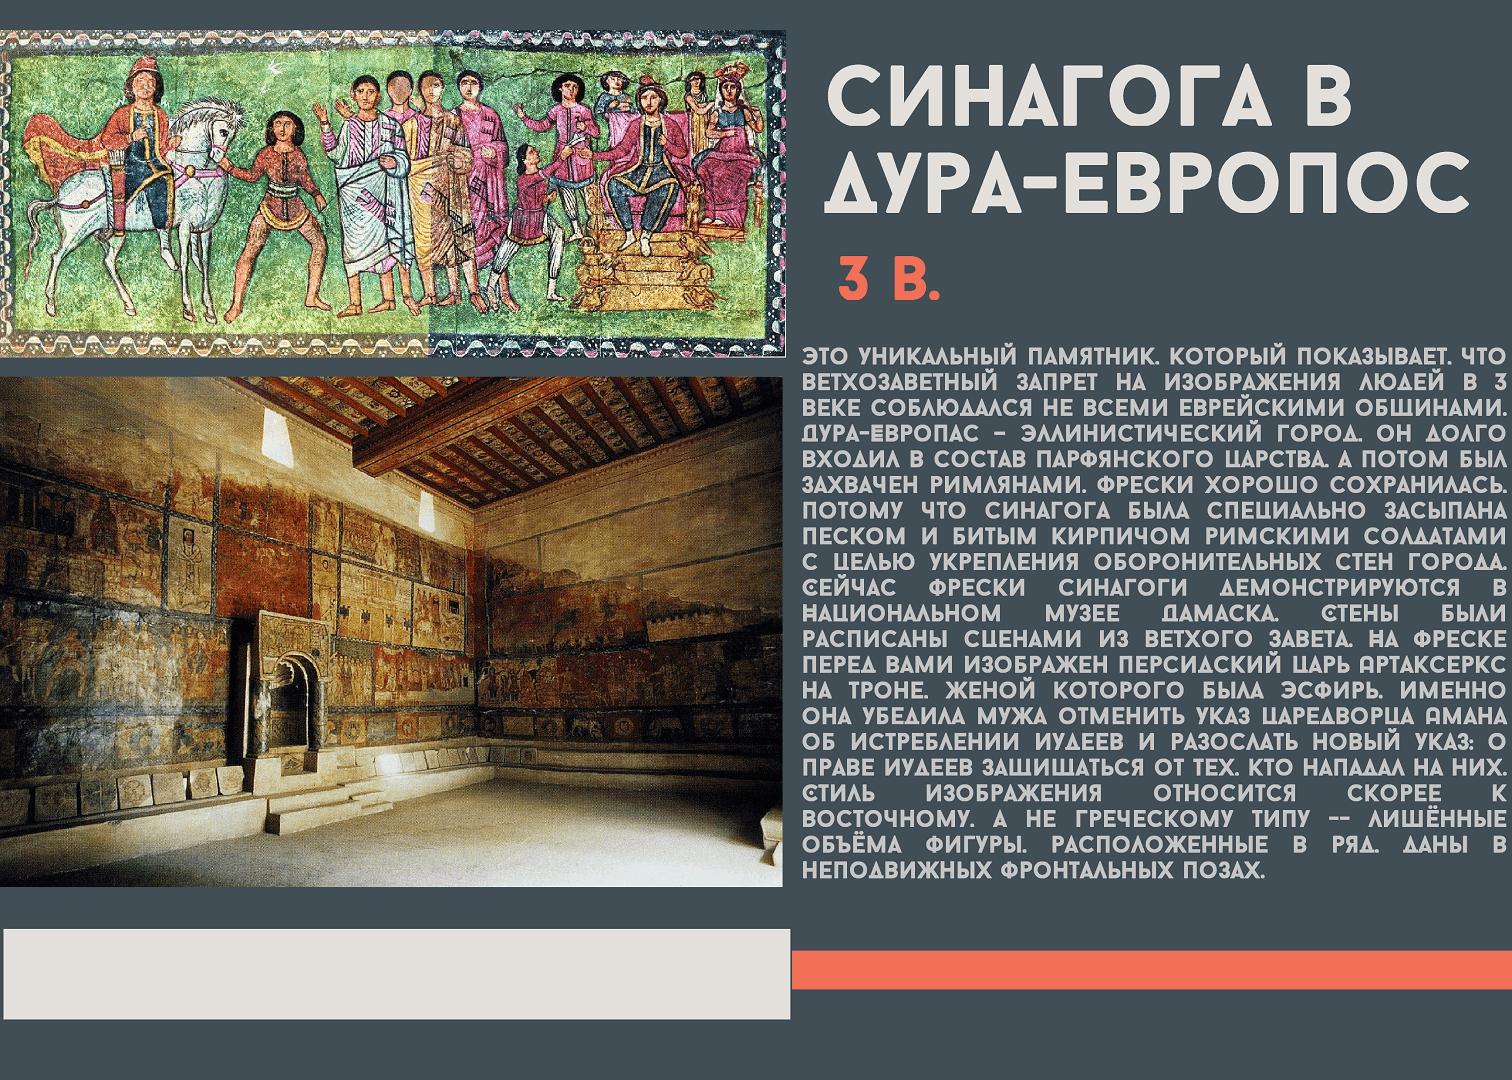 СИНАГОГА В
ДУРА-ЕВРОПОС
3 В.
ЭТО УНИКАЛЬНЫЙ ПАМЯТНИК. КОТОРЫЙ ПОКАЗЫВАЕТ. ЧТО
ВЕТХОЗАВЕТНЫЙ ЗАПРЕТ НА ИЗОБРАЖЕНИЯ ЛЮДЕЙ В 3
ВЕКЕ СОБЛЮДАЛСЯ НЕ ВСЕМИ ЕВРЕЙСКИМИ ОБЩИНАМИ.
ДУРА-ЕВРОПАС - ЭЛЛИНИСТИЧЕСКИЙ ГОРОД. ОН ДОЛГО
ВХОДИЛ В СОСТАВ ПАРФЯНСКОГО ЦАРСТВА. А ПОТОМ БЫЛ
ЗАХВАЧЕН РИМЛЯНАМИ. ФРЕСКИ ХОРОШО СОХРАНИЛАСЬ.
ПОТОМУ ЧТО СИНАГОГА БЫЛА СПЕЦИАЛЬНО ЗАСЫПАНА
ПЕСКОМ И БИТЫМ КИРПИЧОМ РИМСКИМИ СОЛДАТАМИ
С ЦЕЛЬЮ УКРЕПЛЕНИЯ ОБОРОНИТЕЛЬНЫХ СТЕН ГОРОДА.
СЕЙЧАС ФРЕСКИ СИНАГОГИ ДЕМОНСТРИРУЮТСЯ В
НАЦИОНАЛЬНОМ МУЗЕЕ ДАМАСКА. СТЕНЫ БЫЛИ
РАСПИСАНЫ СЦЕНАМИ ИЗ ВЕТХОГО ЗАВЕТА. НА ФРЕСКЕ
ПЕРЕД ВАМИ ИЗОБРАЖЕН ПЕРСИДСКИЙ ЦАРЬ АРТАКСЕРКС
НА ТРОНЕ. ЖЕНОЙ КОТОРОГО БЫЛА ЭСФИРЬ. ИМЕННО
ОНА УБЕДИЛА МУЖА ОТМЕНИТЬ УКАЗ ЦАРЕДВОРЦА АМАНА
ОБ ИСТРЕБЛЕНИИ ИУДЕЕВ И РАЗОСЛАТЬ НОВЫЙ УКАЗ: О
ПРАВЕ ИУДЕЕВ ЗАЩИЩАТЬСЯ ОТ ТЕХ. КТО НАПАДАЛ НА НИХ.
СТИЛЬ ИЗОБРАЖЕНИЯ ОТНОСИТСЯ СКОРЕЕ К
ВОСТОЧНОМУ. А НЕ ГРЕЧЕСКОМУ ТИПУ -- ЛИШЁННЫЕ
ОБЪЁМА ФИГУРЫ. РАСПОЛОЖЕННЫЕ В РЯД. ДАНЫ В
НЕПОДВИЖНЫХ ФРОНТАЛЬНЫХ ПОЗАХ.